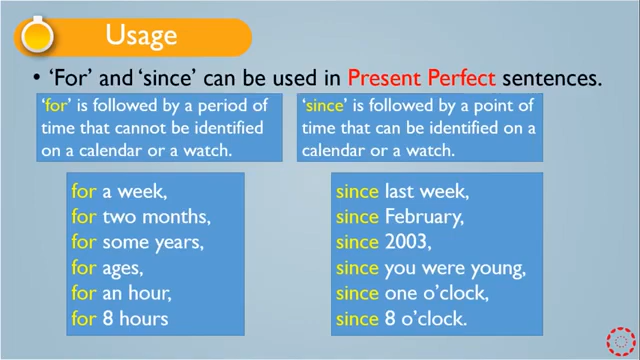 Usage
• ‘For’ and ‘since’ can be used in Present Perfect sentences.
‘for’ is followed by a period of
time that cannot be identified
on a calendar or a watch.
‘since’ is followed by a point of
time that can be identified on a
calendar or a watch.
for a week,
for two months,
for some years,
for ages,
for an hour,
for 8 hours
since last week,
since February,
since 2003,
since you were young,
since one o’clock,
since 8 o’clock.